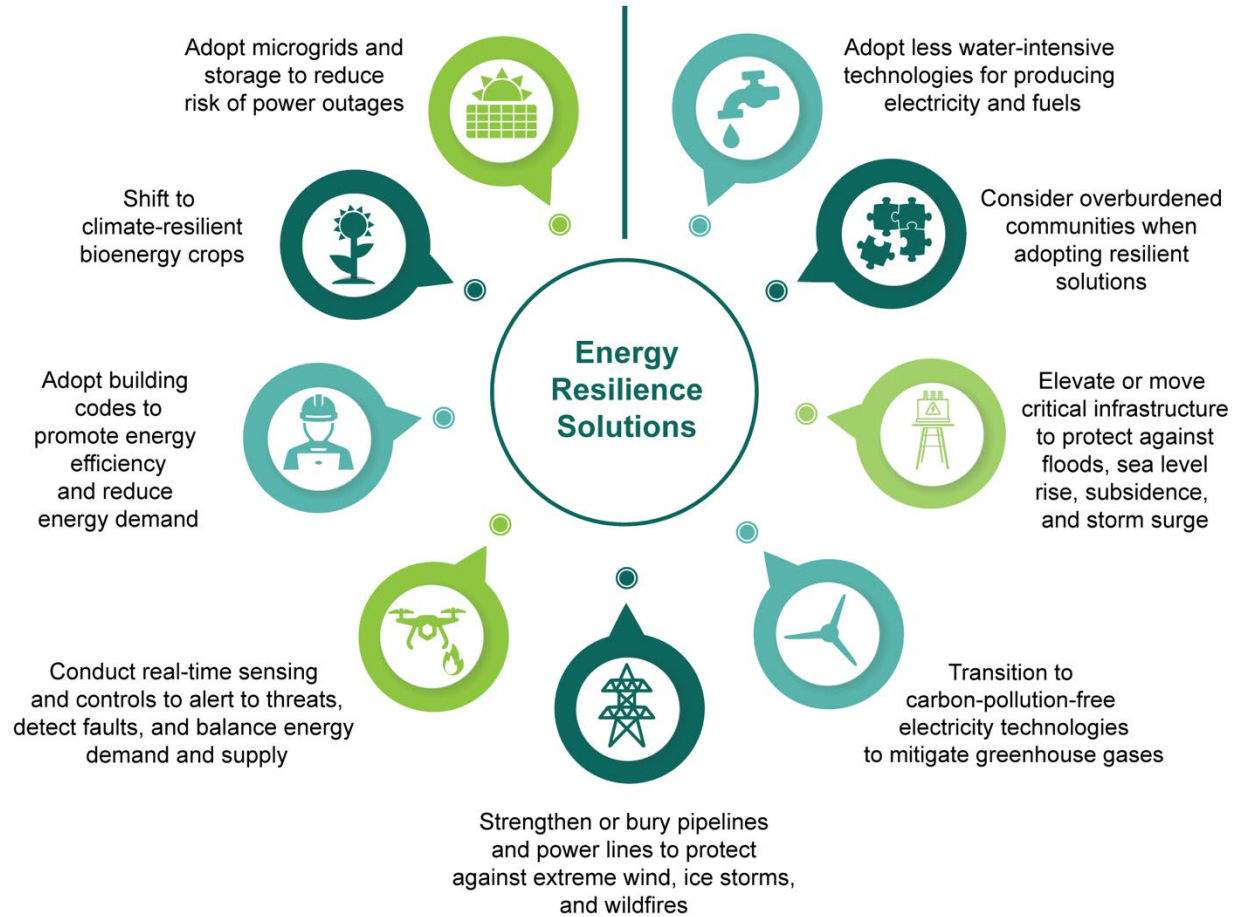 Adopt microgrids and
storage to reduce
risk of power outages
Adopt less water-intensive
technologies for producing
electricity and fuels
Shift to
climate-resilient
bioenergy crops
Consider overburdened
communities when
adopting resilient
solutions
Energy
Resilience
Solutions
Adopt building
codes to
promote energy
efficiency
and reduce
energy demand
Elevate or move
critical infrastructure
to protect against
floods, sea level
rise, subsidence,
and storm surge
Conduct real-time sensing
and controls to alert to threats,
detect faults, and balance energy
demand and supply
Transition to
carbon-pollution-free
electricity technologies
to mitigate greenhouse gases
Strengthen or bury pipelines
and power lines to protect
against extreme wind, ice storms,
and wildfires